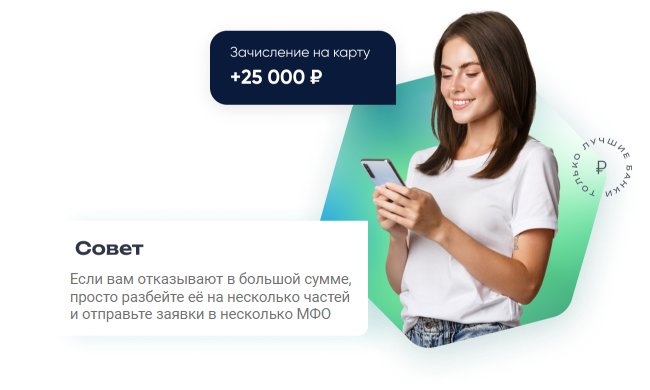 Зачисление на карту
+25 000 ₽
ТОЛЬКО ЛУЧШИЕ БАНКИ
₽
Совет
Если вам отказывают в большой сумме,
просто разбейте её на несколько частей
и отправьте заявки в несколько МФО